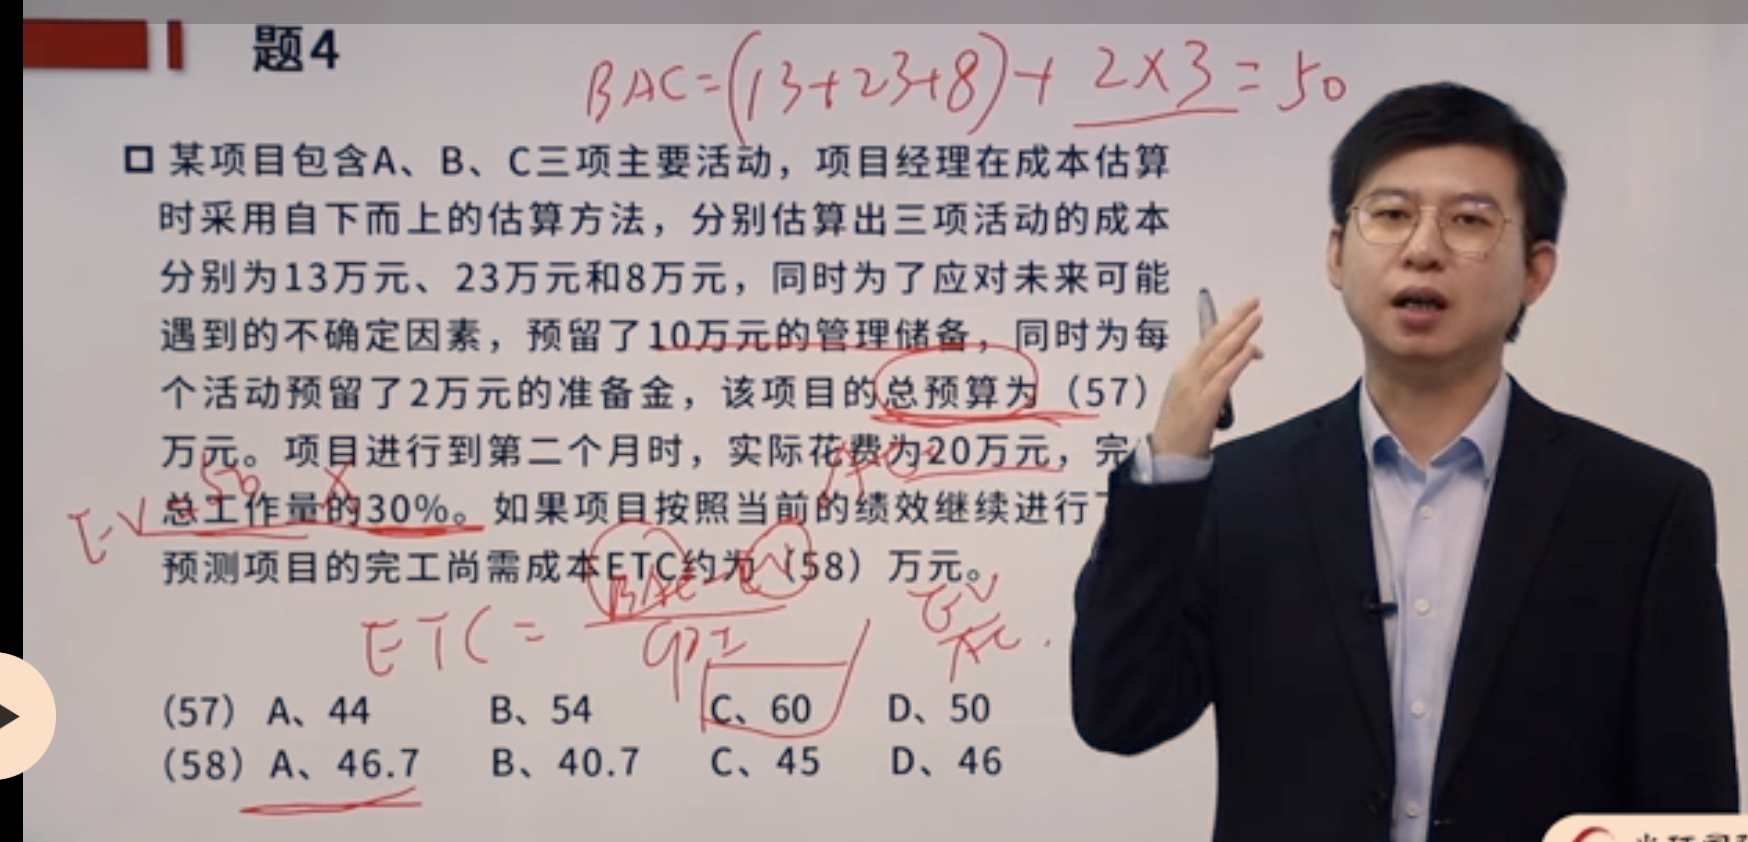 题4
BAC=(13+23+8)+2×3=50
口 某项目包含A、B、C三项主要活动，项目经理在成本估算
时采用自下而上的估算方法，分别估算出三项活动的成本
分别为13万元、23万元和8万元，同时为了应对未来可能
遇到的不确定因素，预留了10万元的管理储备，同时为每
个活动预留了2万元的准备金，该项目的总预算为（57）
万元。项目进行到第二个月时，实际花费为20万元，完
AC
50 ×
EV
总工作量的30%。如果项目按照当前的绩效继续进行
预测项目的完工尚需成本ETC约为（58）万元。
ETC=
BAC-EV
CPI
EV
AC
（57）A、44 B、54 C、60 D、50
（58）A、46.7 B、40.7 C、45 D、46